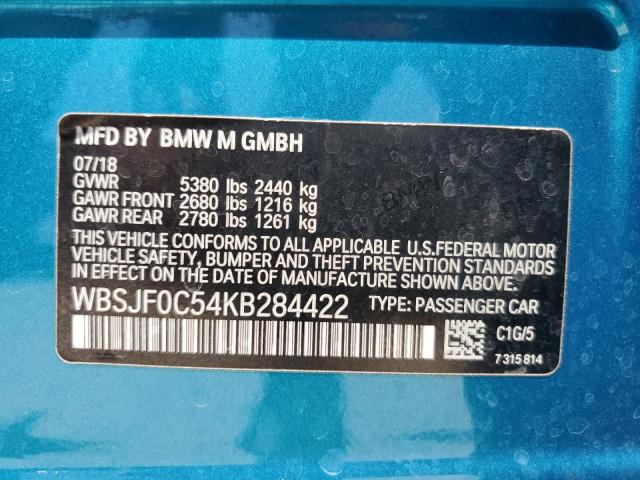 MFD BY BMW M GMBH
07/18
GVWR 5380 lbs 2440 kg
GAWR FRONT 2680 lbs 1216 kg
GAWR REAR 2780 lbs 1261 kg
THIS VEHICLE CONFORMS TO ALL APPLICABLE U.S.FEDERAL MOTOR
VEHICLE SAFETY, BUMPER, AND THEFT PREVENTION STANDARDS
IN EFFECT ON THE DATE OF MANUFACTURE SHOWN ABOVE.
WBSJF0C54KB284422 TYPE: PASSENGER CAR
C1G/5
7 315 814